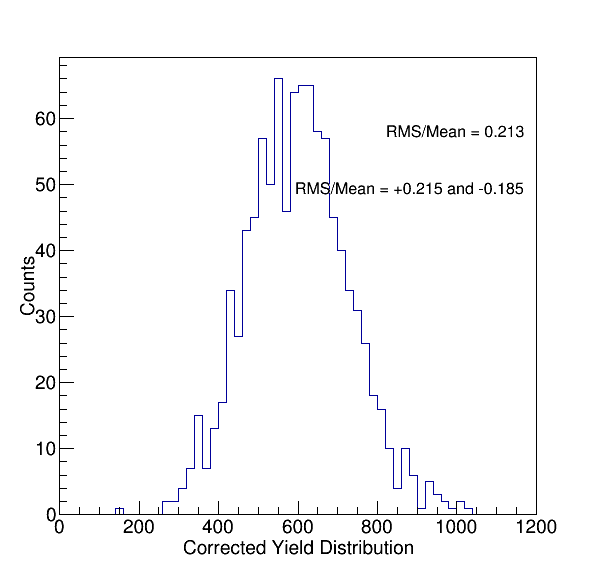 RMS/Mean = 0.213
RMS/Mean = +0.215 and -0.185
Counts
60
50
40
30
20
10
0
0 200 400 600 800 1000 1200
Corrected Yield Distribution